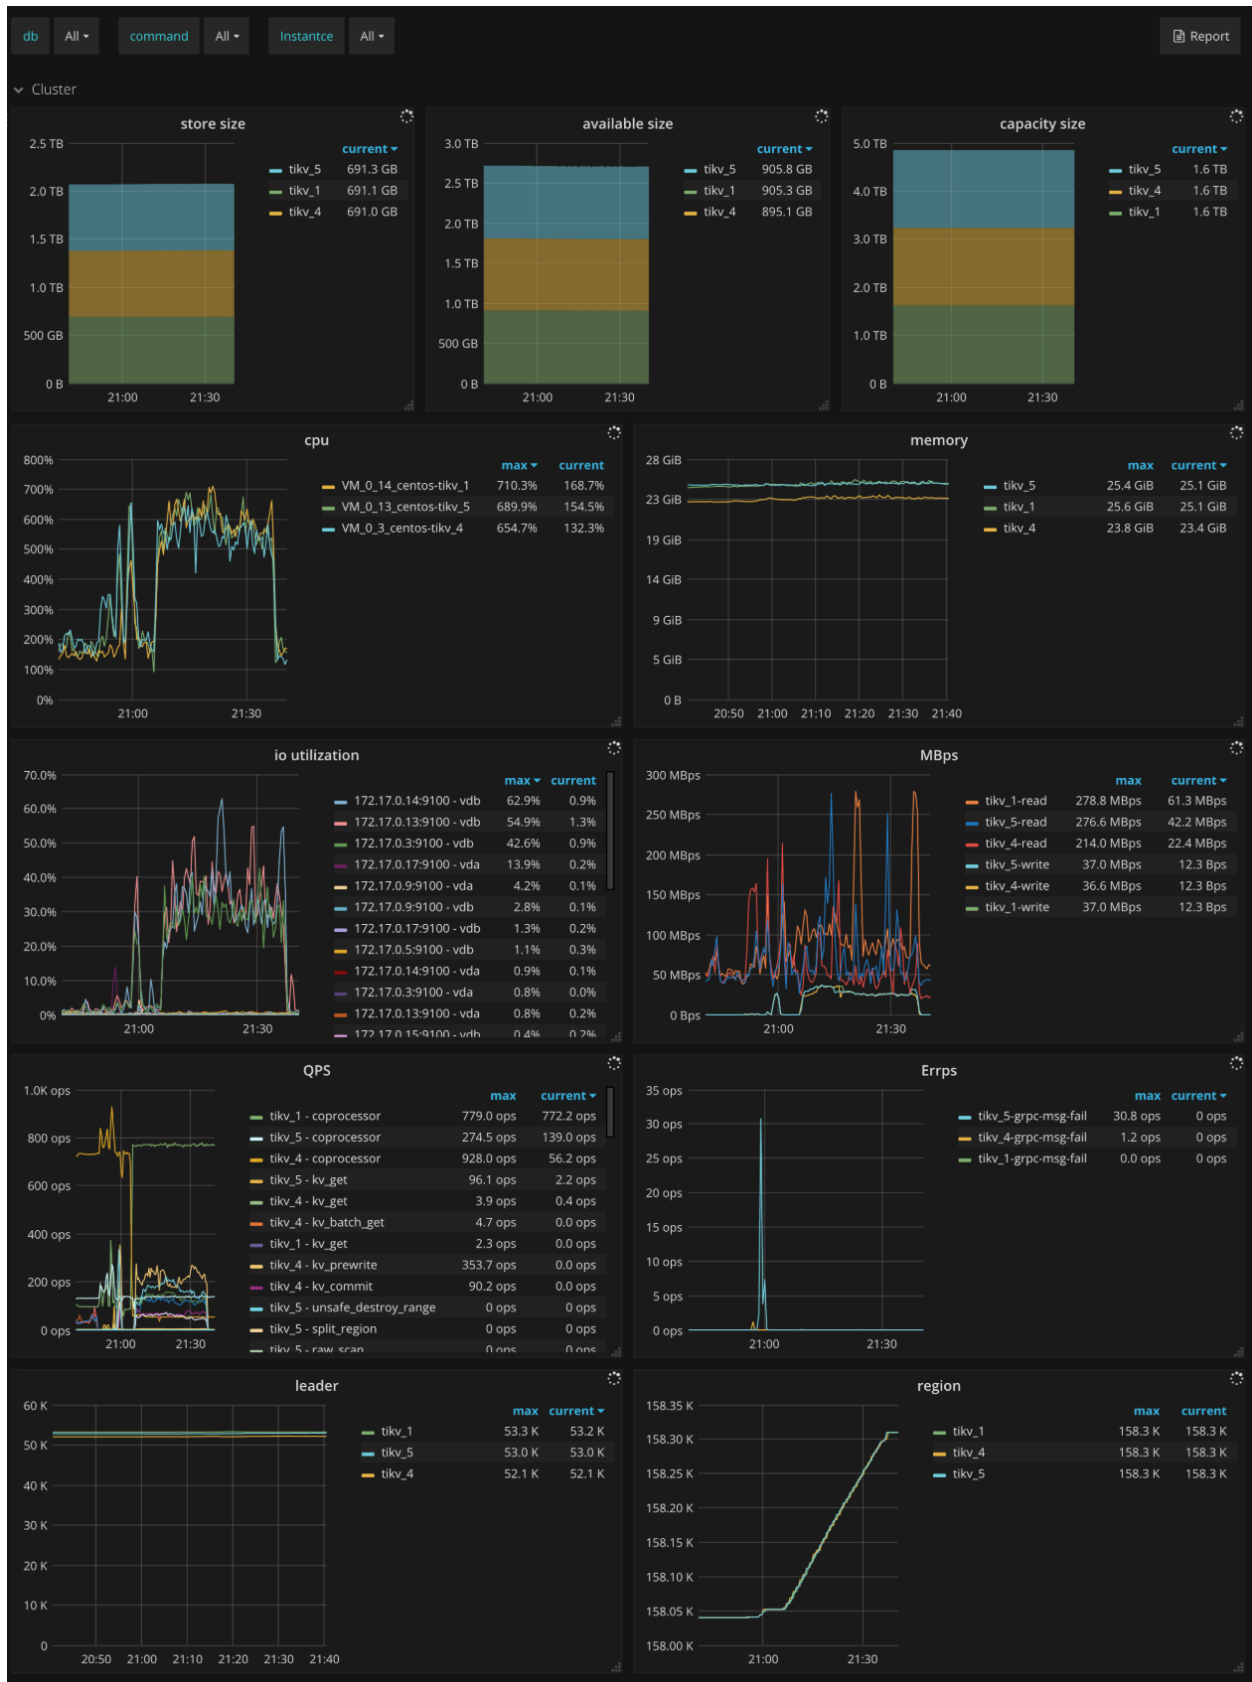 db All command All Instantce All Report
Cluster
store size
2.5 TB
2.0 TB
1.5 TB
1.0 TB
500 GB
0 B
21:00 21:30
current
tikv_5 691.3 GB
tikv_1 691.1 GB
tikv_4 691.0 GB
available size
3.0 TB
2.5 TB
2.0 TB
1.5 TB
1.0 TB
500 GB
0 B
21:00 21:30
current
tikv_5 905.8 GB
tikv_1 905.3 GB
tikv_4 895.1 GB
capacity size
5.0 TB
4.0 TB
3.0 TB
2.0 TB
1.0 TB
0 B
21:00 21:30
current
tikv_5 1.6 TB
tikv_4 1.6 TB
tikv_1 1.6 TB
cpu
800%
700%
600%
500%
400%
300%
200%
100%
0%
21:00 21:30
max current
VM_0_14_centos-tikv_1 710.3% 168.7%
VM_0_13_centos-tikv_5 689.9% 154.5%
VM_0_3_centos-tikv_4 654.7% 132.3%
memory
28 GiB
23 GiB
19 GiB
14 GiB
9 GiB
5 GiB
0 B
20:50 21:00 21:10 21:20 21:30 21:40
max current
tikv_5 25.4 GiB 25.1 GiB
tikv_1 25.6 GiB 25.1 GiB
tikv_4 23.8 GiB 23.4 GiB
io utilization
70.0%
60.0%
50.0%
40.0%
30.0%
20.0%
10.0%
0%
21:00 21:30
max current
172.17.0.14:9100 - vdb 62.9% 0.9%
172.17.0.13:9100 - vdb 54.9% 1.3%
172.17.0.3:9100 - vdb 42.6% 0.9%
172.17.0.17:9100 - vda 13.9% 0.2%
172.17.0.9:9100 - vda 4.2% 0.1%
172.17.0.9:9100 - vdb 2.8% 0.1%
172.17.0.17:9100 - vdb 1.3% 0.2%
172.17.0.5:9100 - vdb 1.1% 0.3%
172.17.0.14:9100 - vda 0.9% 0.1%
172.17.0.3:9100 - vda 0.8% 0.0%
172.17.0.13:9100 - vda 0.8% 0.2%
172.17.0.15:9100 - vdb 0.4% 0.2%
MBps
300 MBps
250 MBps
200 MBps
150 MBps
100 MBps
50 MBps
0 Bps
21:00 21:30
max current
tikv_1-read 278.8 MBps 61.3 MBps
tikv_5-read 276.6 MBps 42.2 MBps
tikv_4-read 214.0 MBps 22.4 MBps
tikv_5-write 37.0 MBps 12.3 Bps
tikv_4-write 36.6 MBps 12.3 Bps
tikv_1-write 37.0 MBps 12.3 Bps
QPS
1.0K ops
800 ops
600 ops
400 ops
200 ops
0 ops
21:00 21:30
max current
tikv_1 - coprocessor 779.0 ops 772.2 ops
tikv_5 - coprocessor 274.5 ops 139.0 ops
tikv_4 - coprocessor 928.0 ops 56.2 ops
tikv_5 - kv_get 96.1 ops 2.2 ops
tikv_4 - kv_get 3.9 ops 0.4 ops
tikv_4 - kv_batch_get 4.7 ops 0.0 ops
tikv_1 - kv_get 2.3 ops 0.0 ops
tikv_4 - kv_prewrite 353.7 ops 0.0 ops
tikv_4 - kv_commit 90.2 ops 0.0 ops
tikv_5 - unsafe_destroy_range 0 ops 0 ops
tikv_5 - split_region 0 ops 0 ops
tikv_5 - raw_scan 0 ops 0 ops
Errps
35 ops
30 ops
25 ops
20 ops
15 ops
10 ops
5 ops
0 ops
21:00 21:30
max current
tikv_5-grpc-msg-fail 30.8 ops 0 ops
tikv_4-grpc-msg-fail 1.2 ops 0 ops
tikv_1-grpc-msg-fail 0.0 ops 0 ops
leader
60 K
50 K
40 K
30 K
20 K
10 K
0
20:50 21:00 21:10 21:20 21:30 21:40
max current
tikv_1 53.3 K 53.2 K
tikv_5 53.0 K 53.0 K
tikv_4 52.1 K 52.1 K
region
158.35 K
158.30 K
158.25 K
158.20 K
158.15 K
158.10 K
158.05 K
158.00 K
21:00 21:30
max current
tikv_1 158.3 K 158.3 K
tikv_4 158.3 K 158.3 K
tikv_5 158.3 K 158.3 K